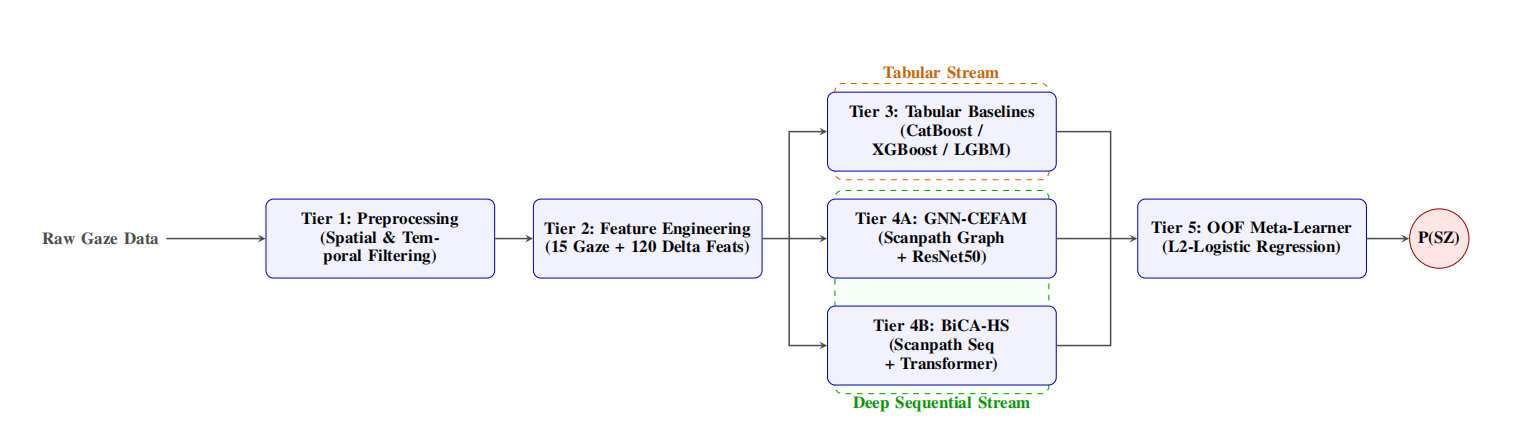 Raw Gaze Data
Tier 1: Preprocessing
(Spatial & Tem-
poral Filtering)
Tier 2: Feature Engineering
(15 Gaze + 120 Delta Feats)
Tabular Stream
Tier 3: Tabular Baselines
(CatBoost /
XGBoost / LGBM)
Tier 4A: GNN-CEFAM
(Scanpath Graph
+ ResNet50)
Tier 4B: BiCA-HS
(Scanpath Seq
+ Transformer)
Deep Sequential Stream
Tier 5: OOF Meta-Learner
(L2-Logistic Regression)
P(SZ)